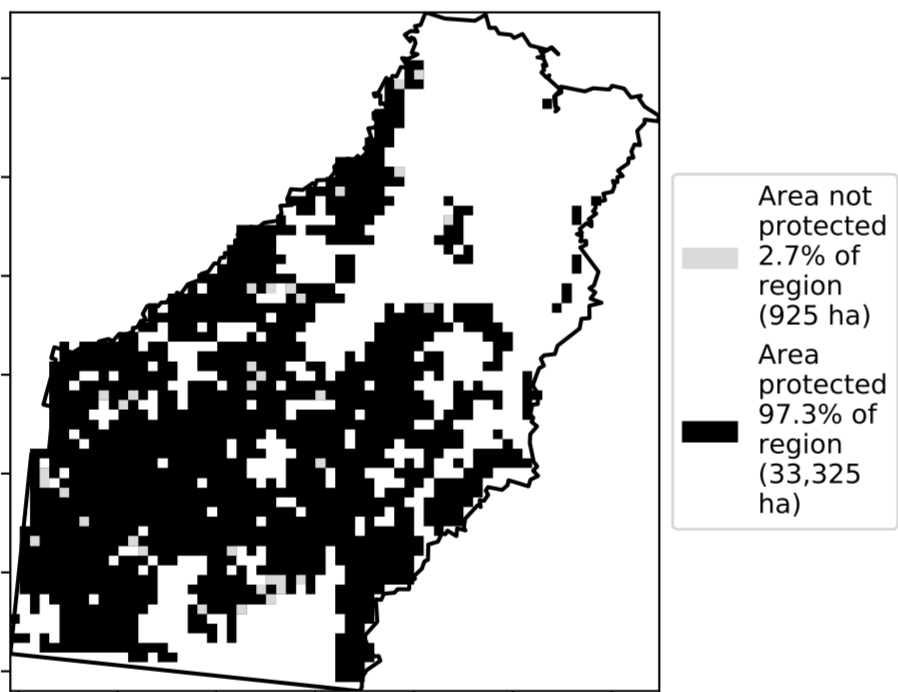 Area not
protected
2.7% of
region
(925 ha)
Area
protected
97.3% of
region
(33,325
ha)